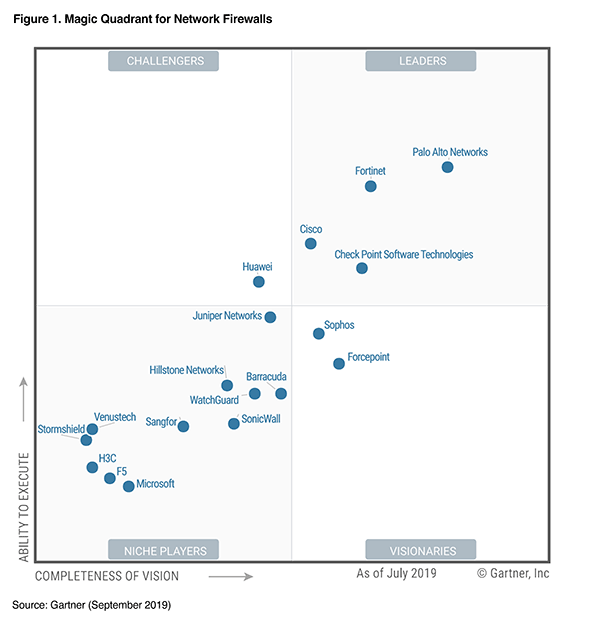 Figure 1. Magic Quadrant for Network Firewalls
CHALLENGERS
LEADERS
Palo Alto Networks
Fortinet
Cisco
Check Point Software Technologies
Huawei
Juniper Networks
Sophos
Forcepoint
Hillstone Networks
Barracuda
WatchGuard
Venustech
Sangfor
SonicWall
Stormshield
H3C
F5
Microsoft
ABILITY TO EXECUTE
NICHE PLAYERS
VISIONARIES
COMPLETENESS OF VISION
As of July 2019
© Gartner, Inc
Source: Gartner (September 2019)